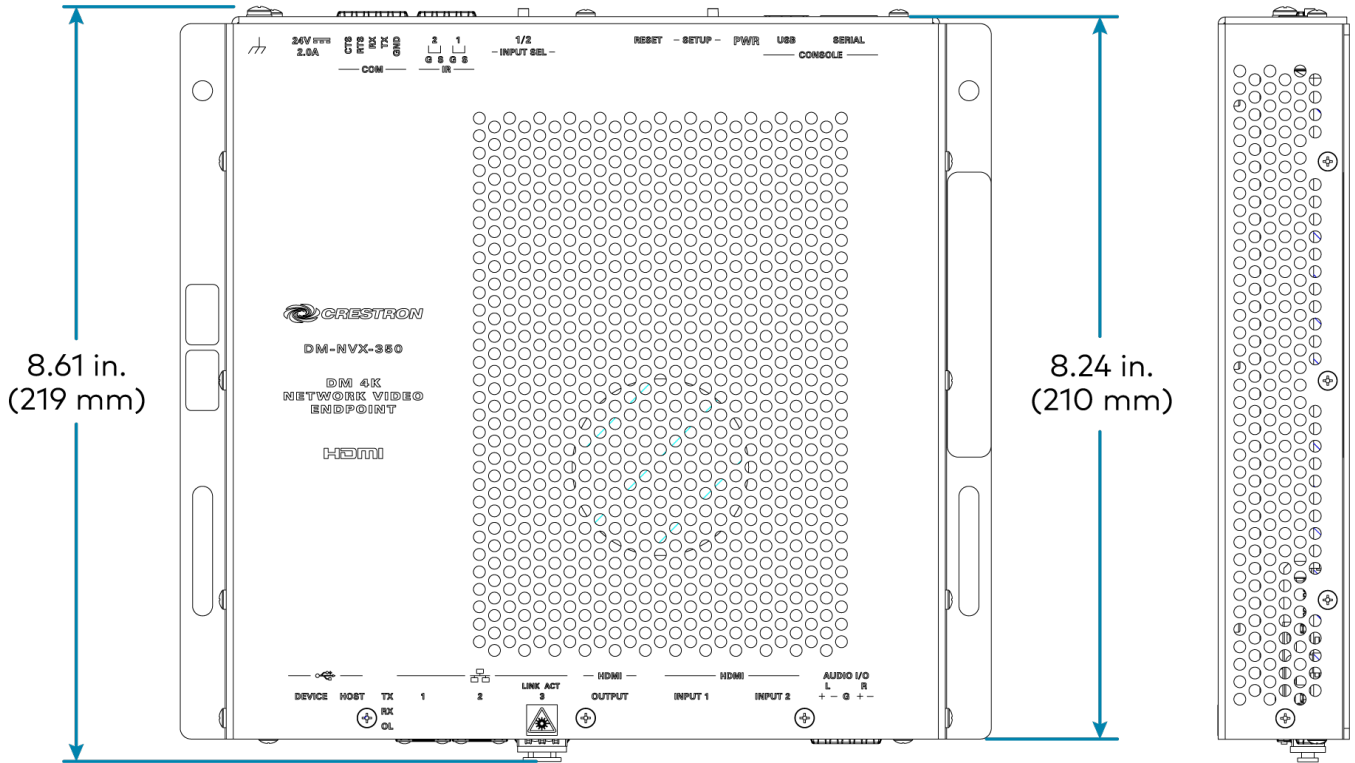 24V 1/2 RESET - SETUP - PWR USB SERIAL
2.0A - INPUT SEL - CONSOLE
CTS
RTS
RX
TX
GND
COM
2 1
G S G S
IR
8.61 in.
(219 mm)
8.24 in.
(210 mm)
CRESTRON
DM-NVX-350
DM 4K
NETWORK VIDEO
ENDPOINT
HDMI
HDMI HDMI AUDIO I/O
LINK ACT L R
DEVICE HOST TX 1 2 3 OUTPUT INPUT 1 INPUT 2 + - G + -
RX
OL